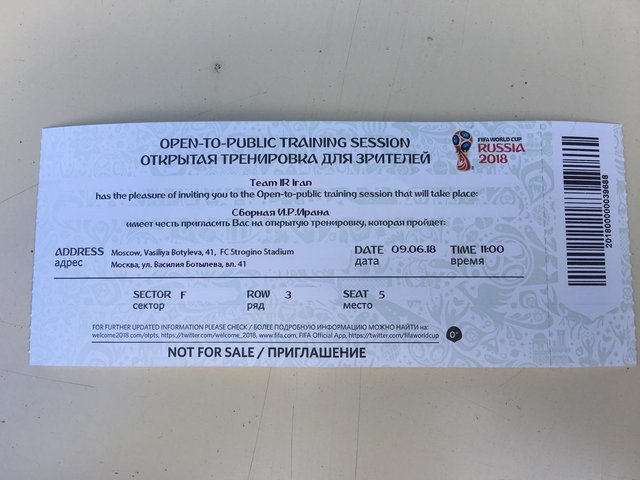 OPEN-TO-PUBLIC TRAINING SESSION
ОТКРЫТАЯ ТРЕНИРОВКА ДЛЯ ЗРИТЕЛЕЙ
FIFA WORLD CUP
RUSSIA
2018
Team IR Iran
has the pleasure of inviting you to the Open-to-public training session that will take place:
Сборная И.Р.Ирана
имеет честь пригласить Вас на открытую тренировку, которая пройдет:
ADDRESS Moscow, Vasiliya Botyleva, 41, FC Strogino Stadium DATE 09.06.18 TIME 11:00
адрес Москва, ул. Василия Ботылева, вл. 41 дата время
SECTOR F ROW 3 SEAT 5
сектор ряд место
FOR FURTHER UPDATED INFORMATION PLEASE CHECK / БОЛЕЕ ПОДРОБНУЮ ИНФОРМАЦИЮ МОЖНО НАЙТИ НА:
welcome2018.com/otpts, https://twitter.com/welcome_2018, www.fifa.com, FIFA Official App, https://twitter.com/fifaworldcup
0+
NOT FOR SALE / ПРИГЛАШЕНИЕ
2018000000039688